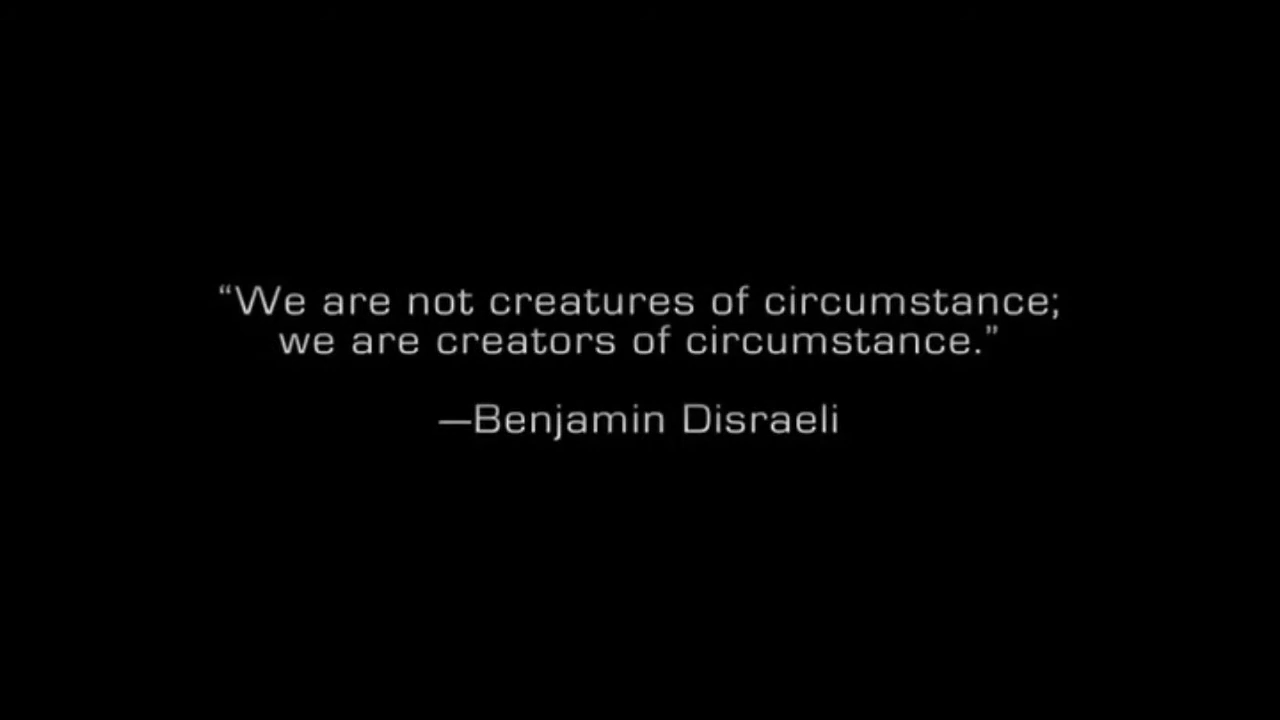 “We are not creatures of circumstance;
we are creators of circumstance.”
—Benjamin Disraeli